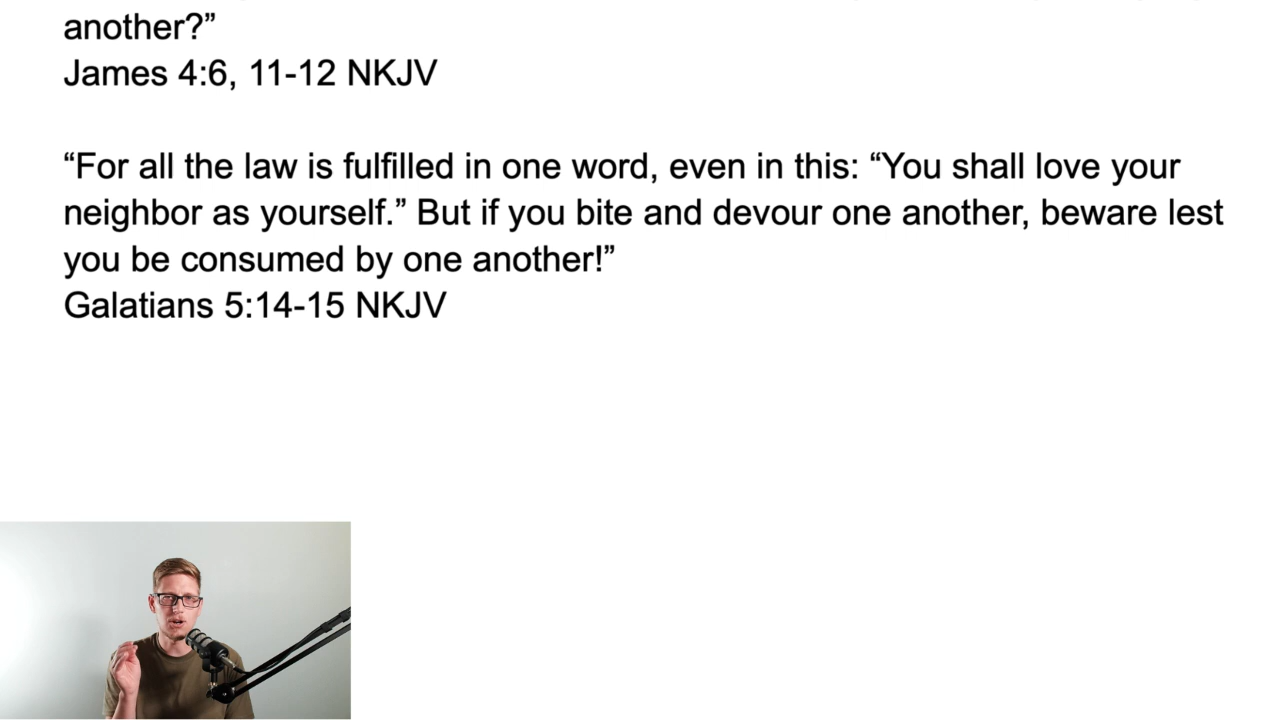 another?”
James 4:6, 11-12 NKJV
“For all the law is fulfilled in one word, even in this: “You shall love your
neighbor as yourself.” But if you bite and devour one another, beware lest
you be consumed by one another!”
Galatians 5:14-15 NKJV